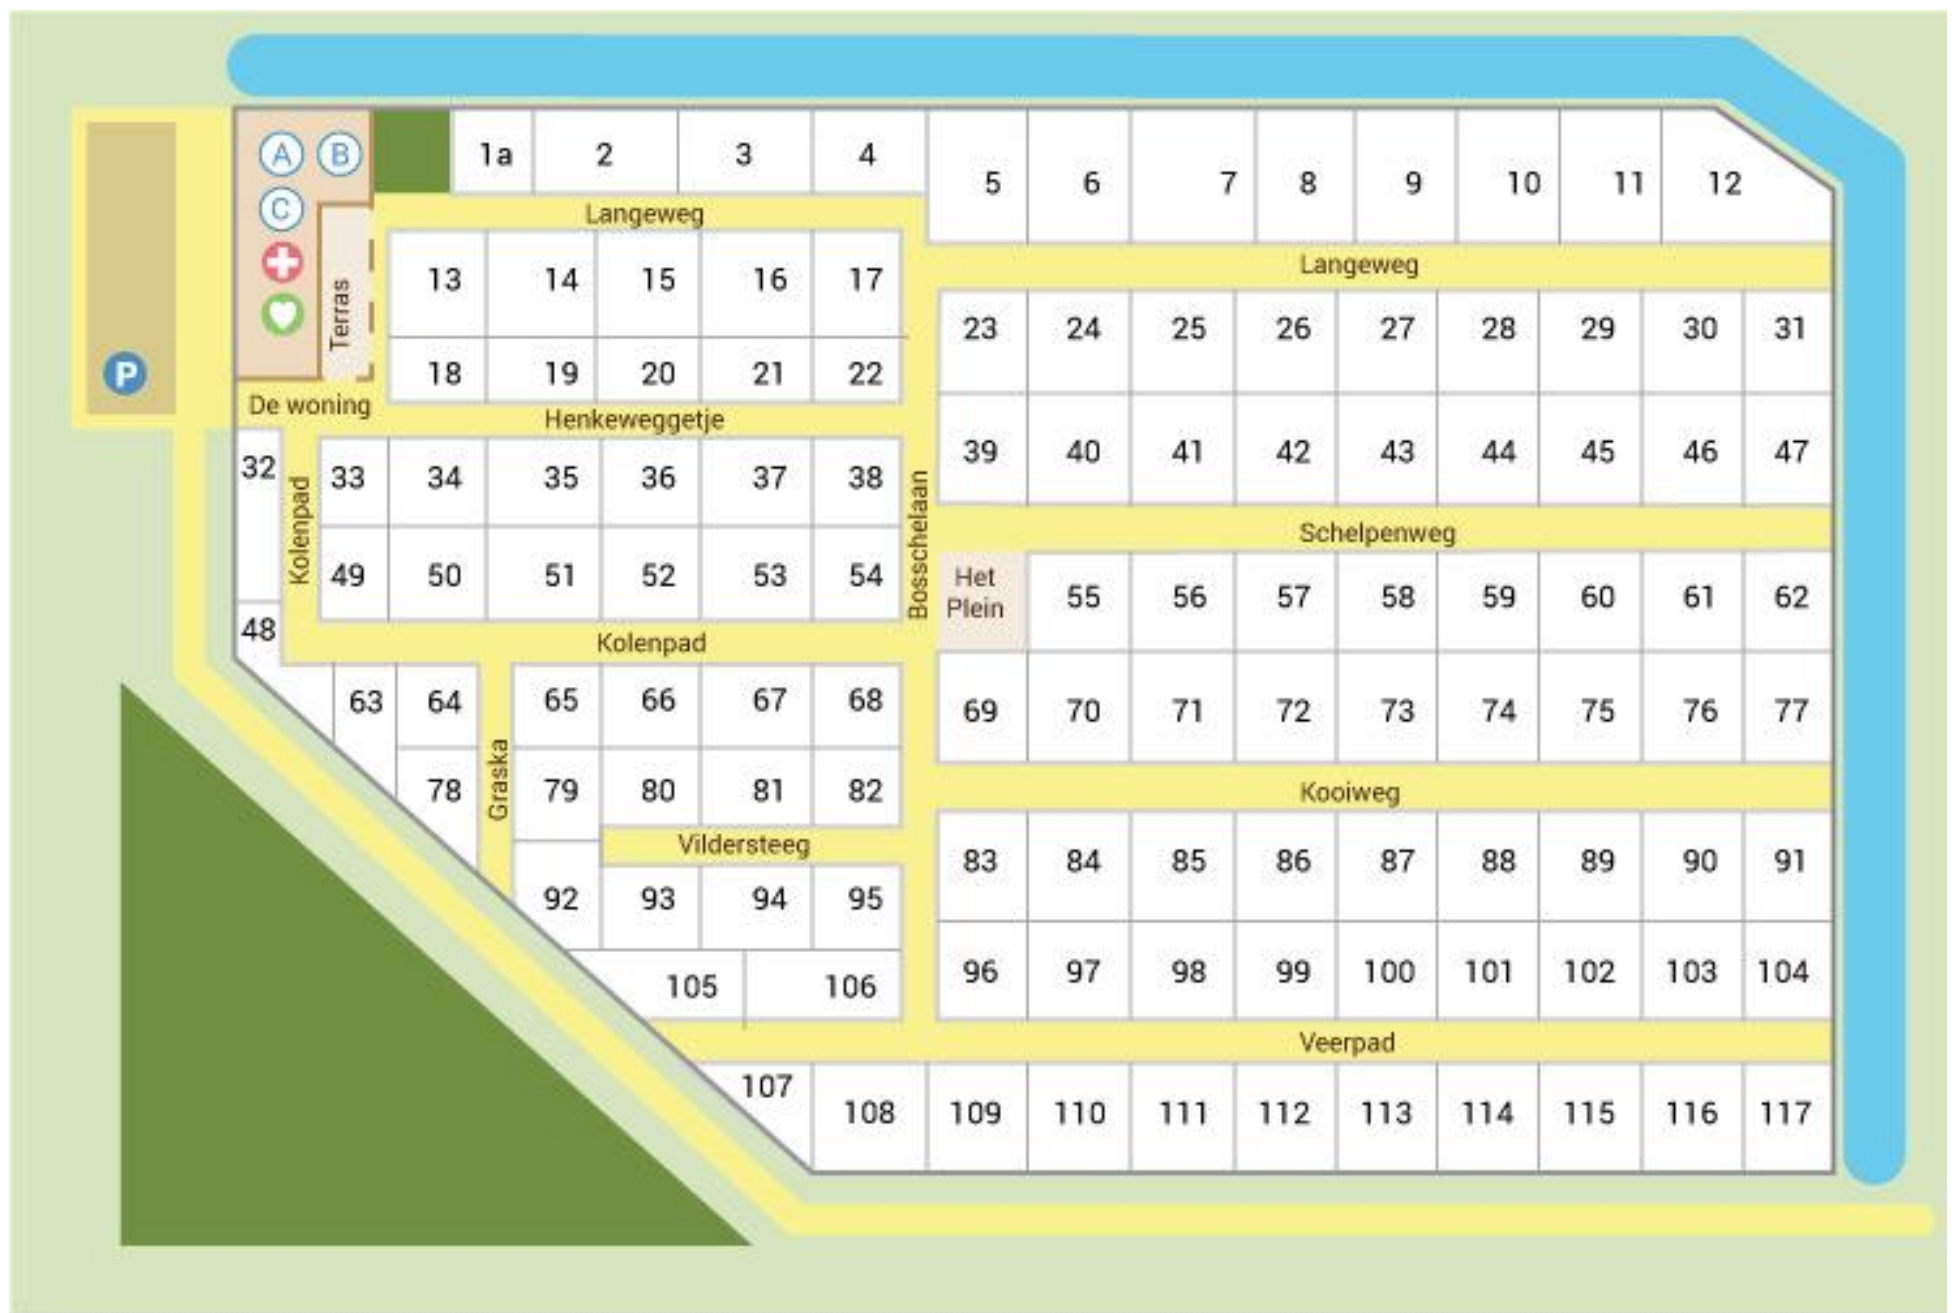 A B
1a 2 3 4
5 6 7 8 9 10 11 12
C
Langeweg
Langeweg
Terras
13 14 15 16 17
23 24 25 26 27 28 29 30 31
P
18 19 20 21 22
De woning
Henkeweggetje
39 40 41 42 43 44 45 46 47
32
Kolenpad
33 34 35 36 37 38
Bosschelaan
Schelpenweg
49 50 51 52 53 54
Het
Plein
55 56 57 58 59 60 61 62
48
Kolenpad
63 64
65 66 67 68
69 70 71 72 73 74 75 76 77
Graska
78
79 80 81 82
Kooiweg
Vildersteeg
83 84 85 86 87 88 89 90 91
92 93 94 95
96 97 98 99 100 101 102 103 104
105 106
Veerpad
107
108 109 110 111 112 113 114 115 116 117